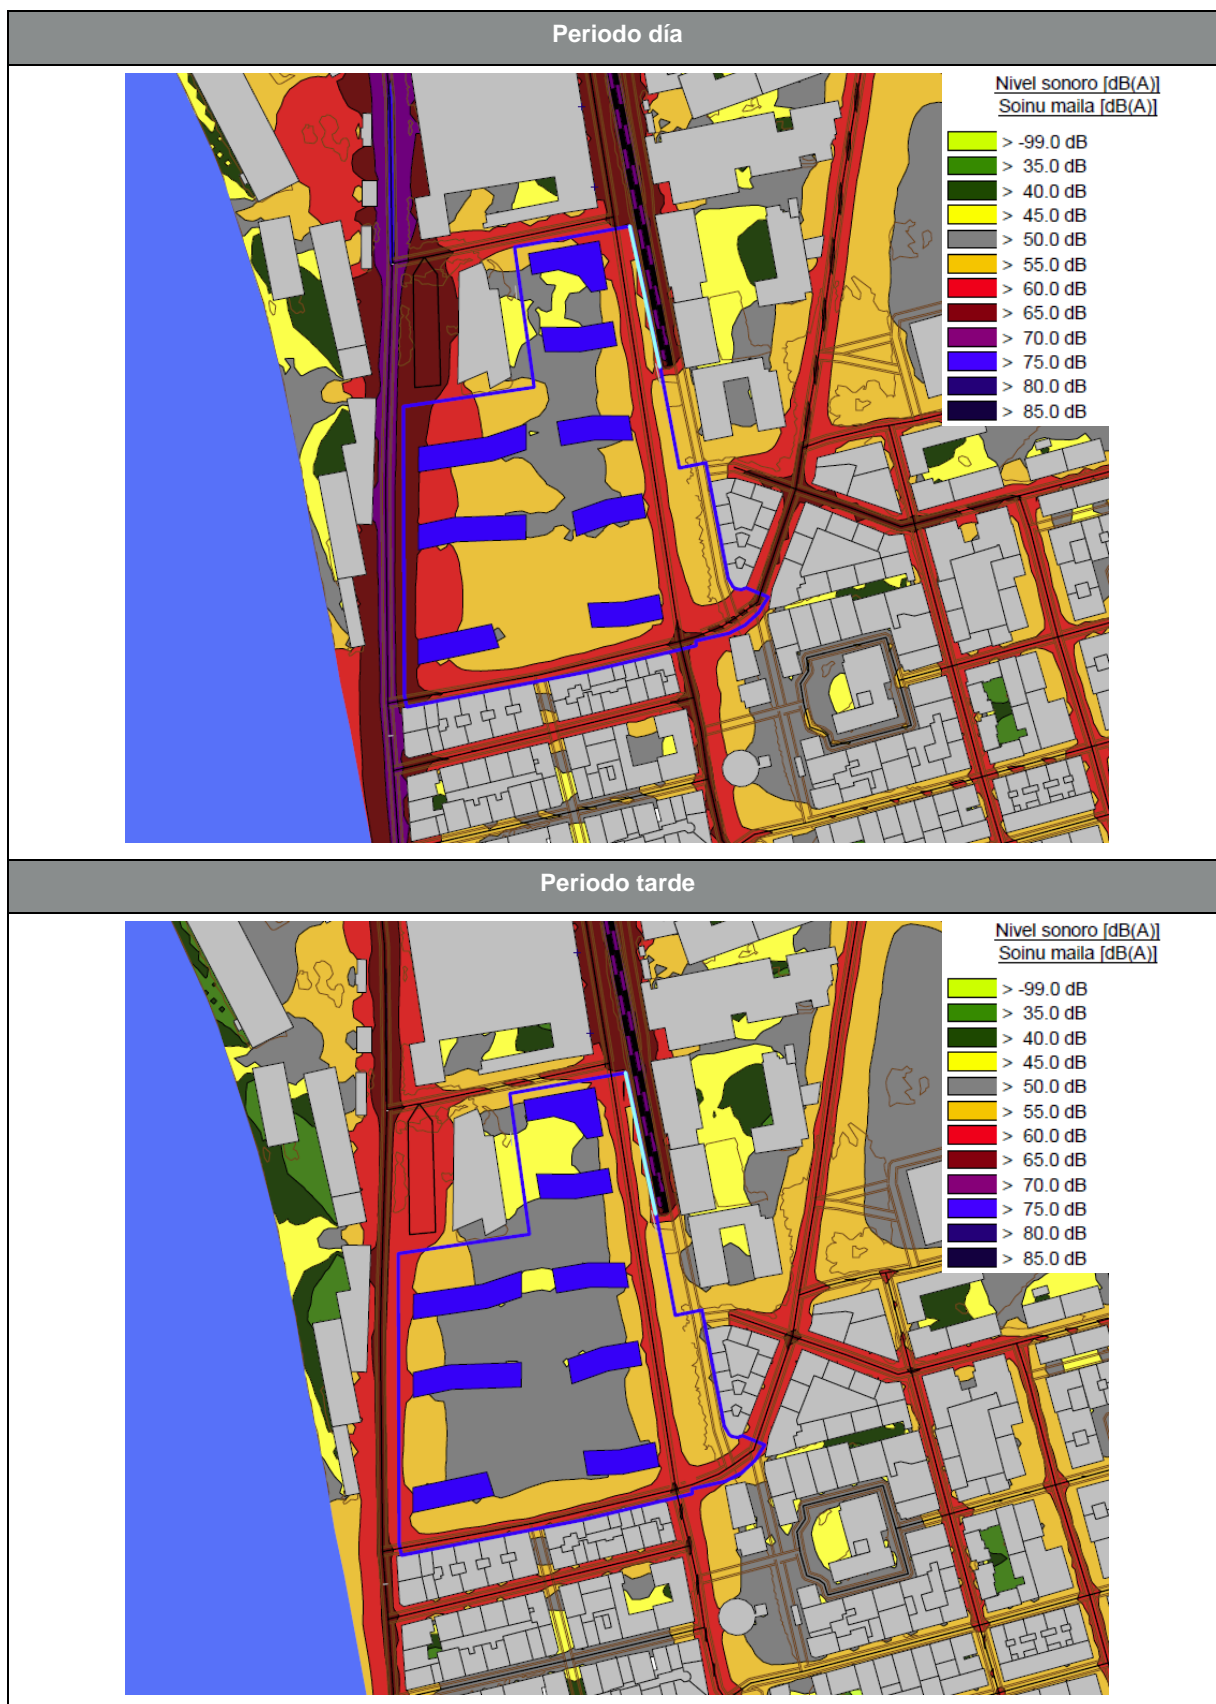 Periodo día
Nivel sonoro [dB(A)]
Soinu maila [dB(A)]
> -99.0 dB
> 35.0 dB
> 40.0 dB
> 45.0 dB
> 50.0 dB
> 55.0 dB
> 60.0 dB
> 65.0 dB
> 70.0 dB
> 75.0 dB
> 80.0 dB
> 85.0 dB
Periodo tarde
Nivel sonoro [dB(A)]
Soinu maila [dB(A)]
> -99.0 dB
> 35.0 dB
> 40.0 dB
> 45.0 dB
> 50.0 dB
> 55.0 dB
> 60.0 dB
> 65.0 dB
> 70.0 dB
> 75.0 dB
> 80.0 dB
> 85.0 dB